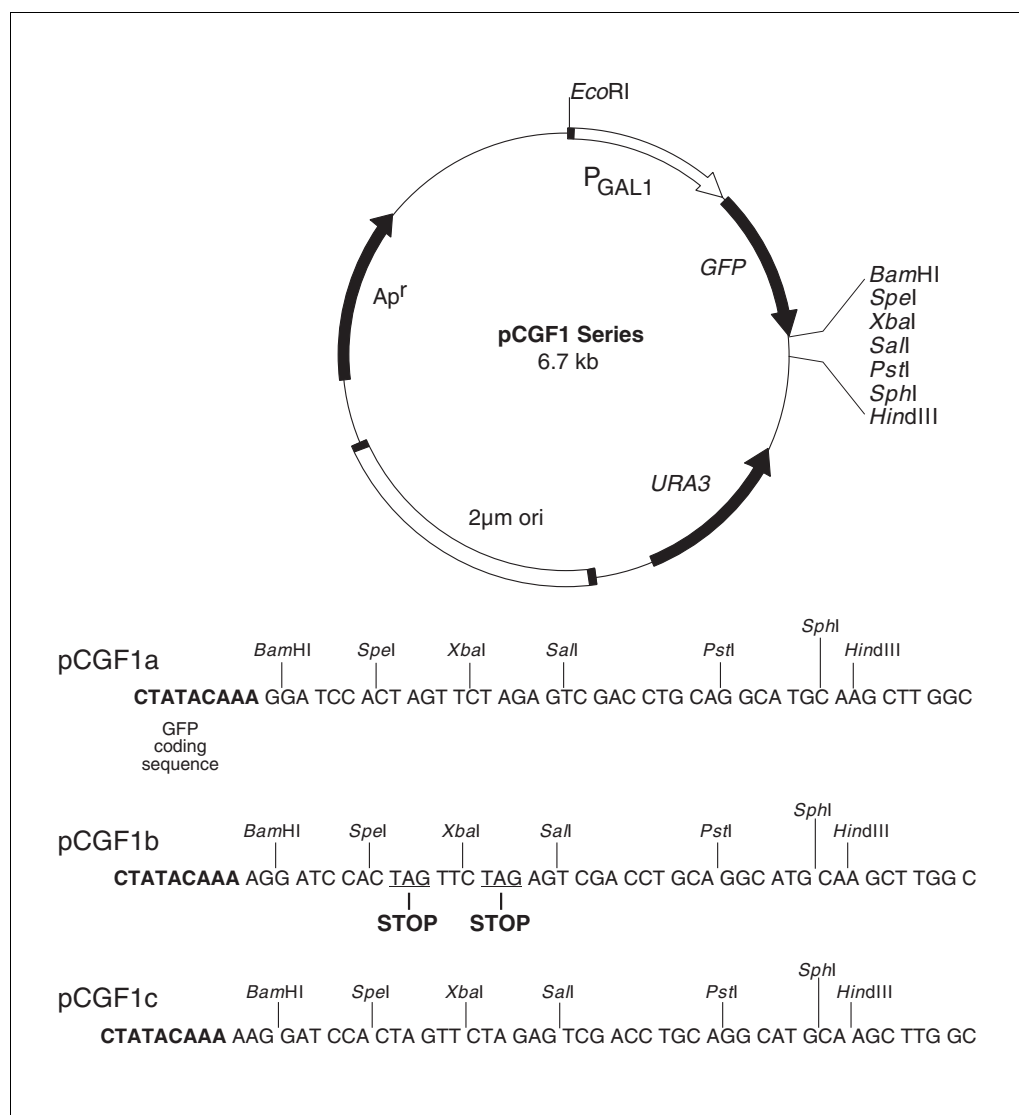 EcoRI
PGAL1
GFP
BamHI
SpeI
XbaI
SalI
PstI
SphI
HindIII
Apr
pCGF1 Series
6.7 kb
URA3
2µm ori
pCGF1a
BamHI SpeI XbaI SalI PstI SphI HindIII
CTATACAAA GGA TCC ACT AGT TCT AGA GTC GAC CTG CAG GCA TGC AAG CTT GGC
GFP
coding
sequence
pCGF1b
BamHI SpeI XbaI SalI PstI SphI HindIII
CTATACAAA AGG ATC CAC TAG TTC TAG AGT CGA CCT GCA GGC ATG CAA GCT TGG C
STOP STOP
pCGF1c
BamHI SpeI XbaI SalI PstI SphI HindIII
CTATACAAA AAG GAT CCA CTA GTT CTA GAG TCG ACC TGC AGG CAT GCA AGC TTG GC